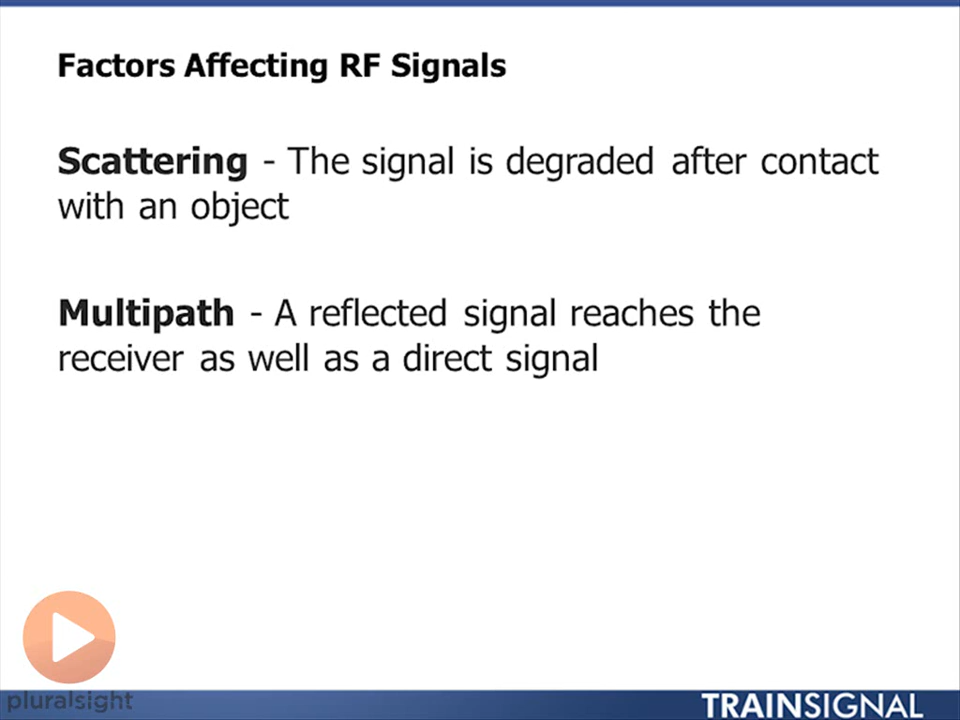 Factors Affecting RF Signals
Scattering - The signal is degraded after contact
with an object
Multipath - A reflected signal reaches the
receiver as well as a direct signal
pluralsight
TRAINSIGNAL